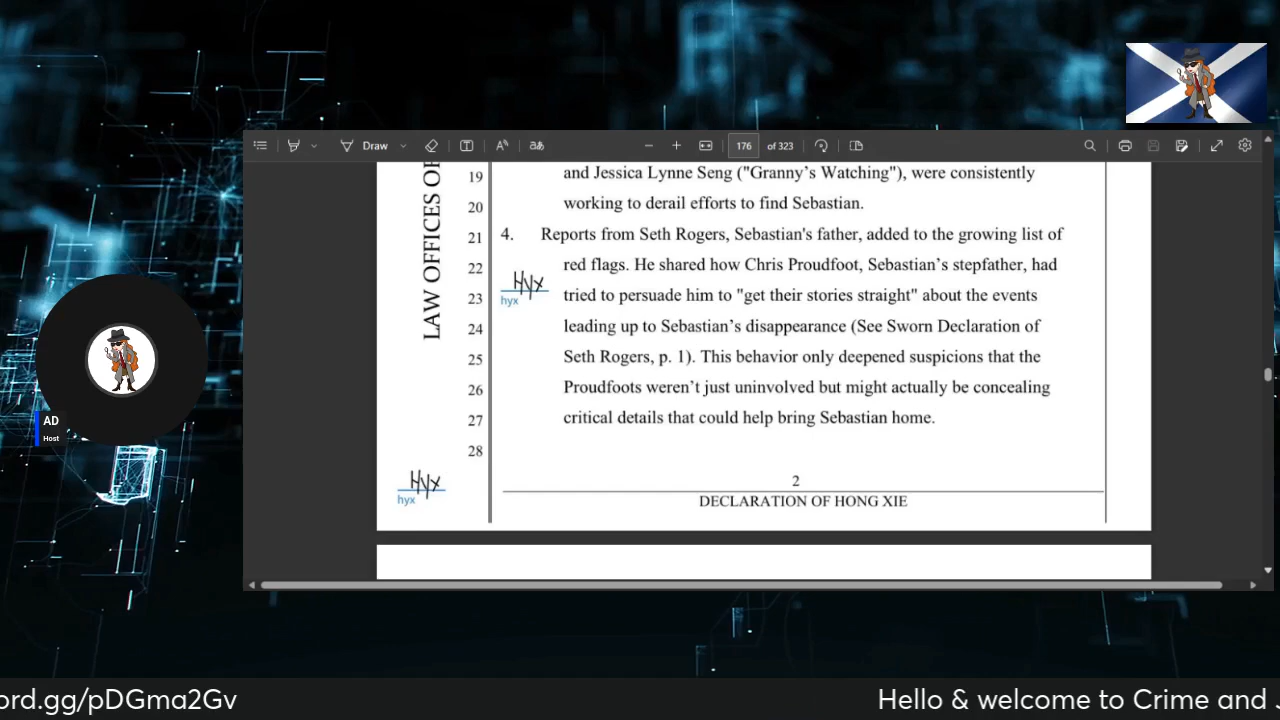 Draw
176 of 323
LAW OFFICES OF
19 and Jessica Lynne Seng ("Granny's Watching"), were consistently
20 working to derail efforts to find Sebastian.
21 4. Reports from Seth Rogers, Sebastian's father, added to the growing list of
22 red flags. He shared how Chris Proudfoot, Sebastian's stepfather, had
Hyx
hyx
23 tried to persuade him to "get their stories straight" about the events
24 leading up to Sebastian's disappearance (See Sworn Declaration of
25 Seth Rogers, p. 1). This behavior only deepened suspicions that the
26 Proudfoots weren't just uninvolved but might actually be concealing
27 critical details that could help bring Sebastian home.
28
Hyx
hyx
2
DECLARATION OF HONG XIE
AD
Host
ord.gg/pDGma2Gv
Hello & welcome to Crime and